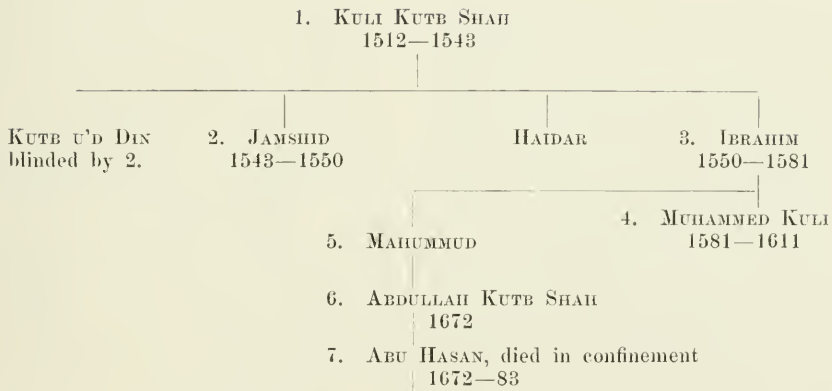 1. KULI KUTB SHAH
1512—1543
KUTB U'D DIN 2. JAMSHID HAIDAR 3. IBRAHIM
blinded by 2. 1543—1550 1550—1581
4. MUHAMMED KULI
5. MAHUMMUD 1581—1611
6. ABDULLAH KUTB SHAH
1672
7. ABU HASAN, died in confinement
1672—83